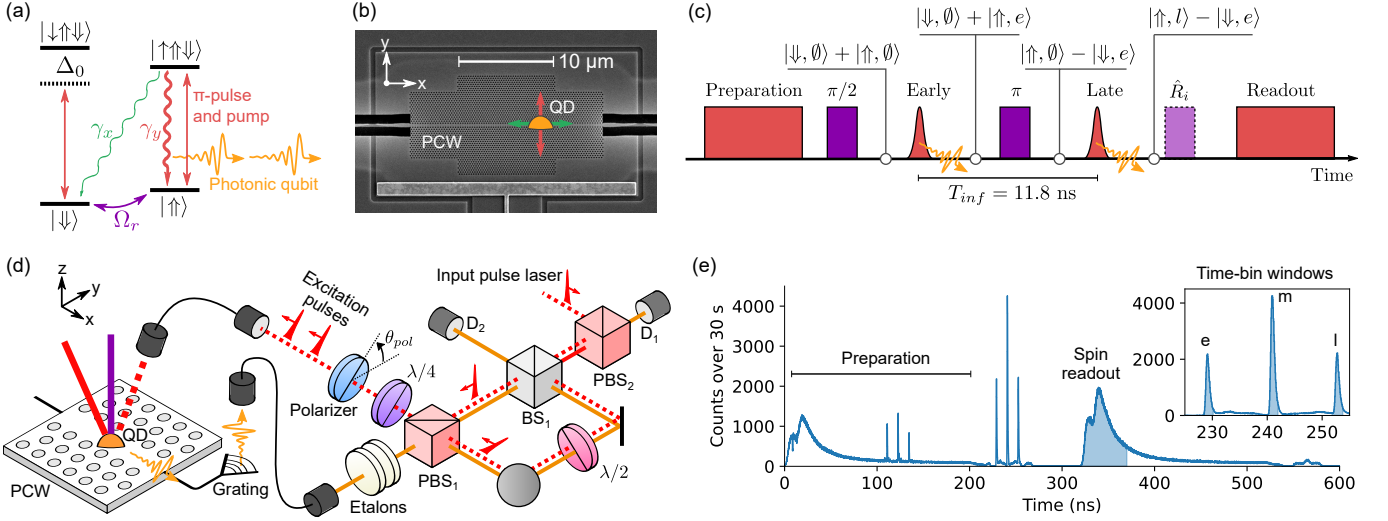 (a)
|↓⇑⇓⟩
|↑⇑⇓⟩
Δ₀
π-pulse
and pump
γₓ
γ_y
Photonic qubit
|⇓⟩
Ωᵣ
|⇑⟩
(b)
y
x
10 μm
QD
PCW
(c)
|⇓, ∅⟩ + |⇑, e⟩
|⇑, l⟩ − |⇓, e⟩
|⇓, ∅⟩ + |⇑, ∅⟩
|⇑, ∅⟩ − |⇓, e⟩
Preparation
π/2
Early
π
Late
R̂ᵢ
Readout
T_inf = 11.8 ns
Time
(d)
z
y
x
QD
PCW
Grating
Excitation
pulses
Polarizer
θ_pol
λ/4
Etalons
PBS₁
Input pulse laser
D₂
D₁
PBS₂
BS₁
λ/2
(e)
Counts over 30 s
4000
3000
2000
1000
0
Preparation
Spin
readout
Time-bin windows
4000
2000
0
e
m
l
230
240
250
0
100
200
300
400
500
600
Time (ns)